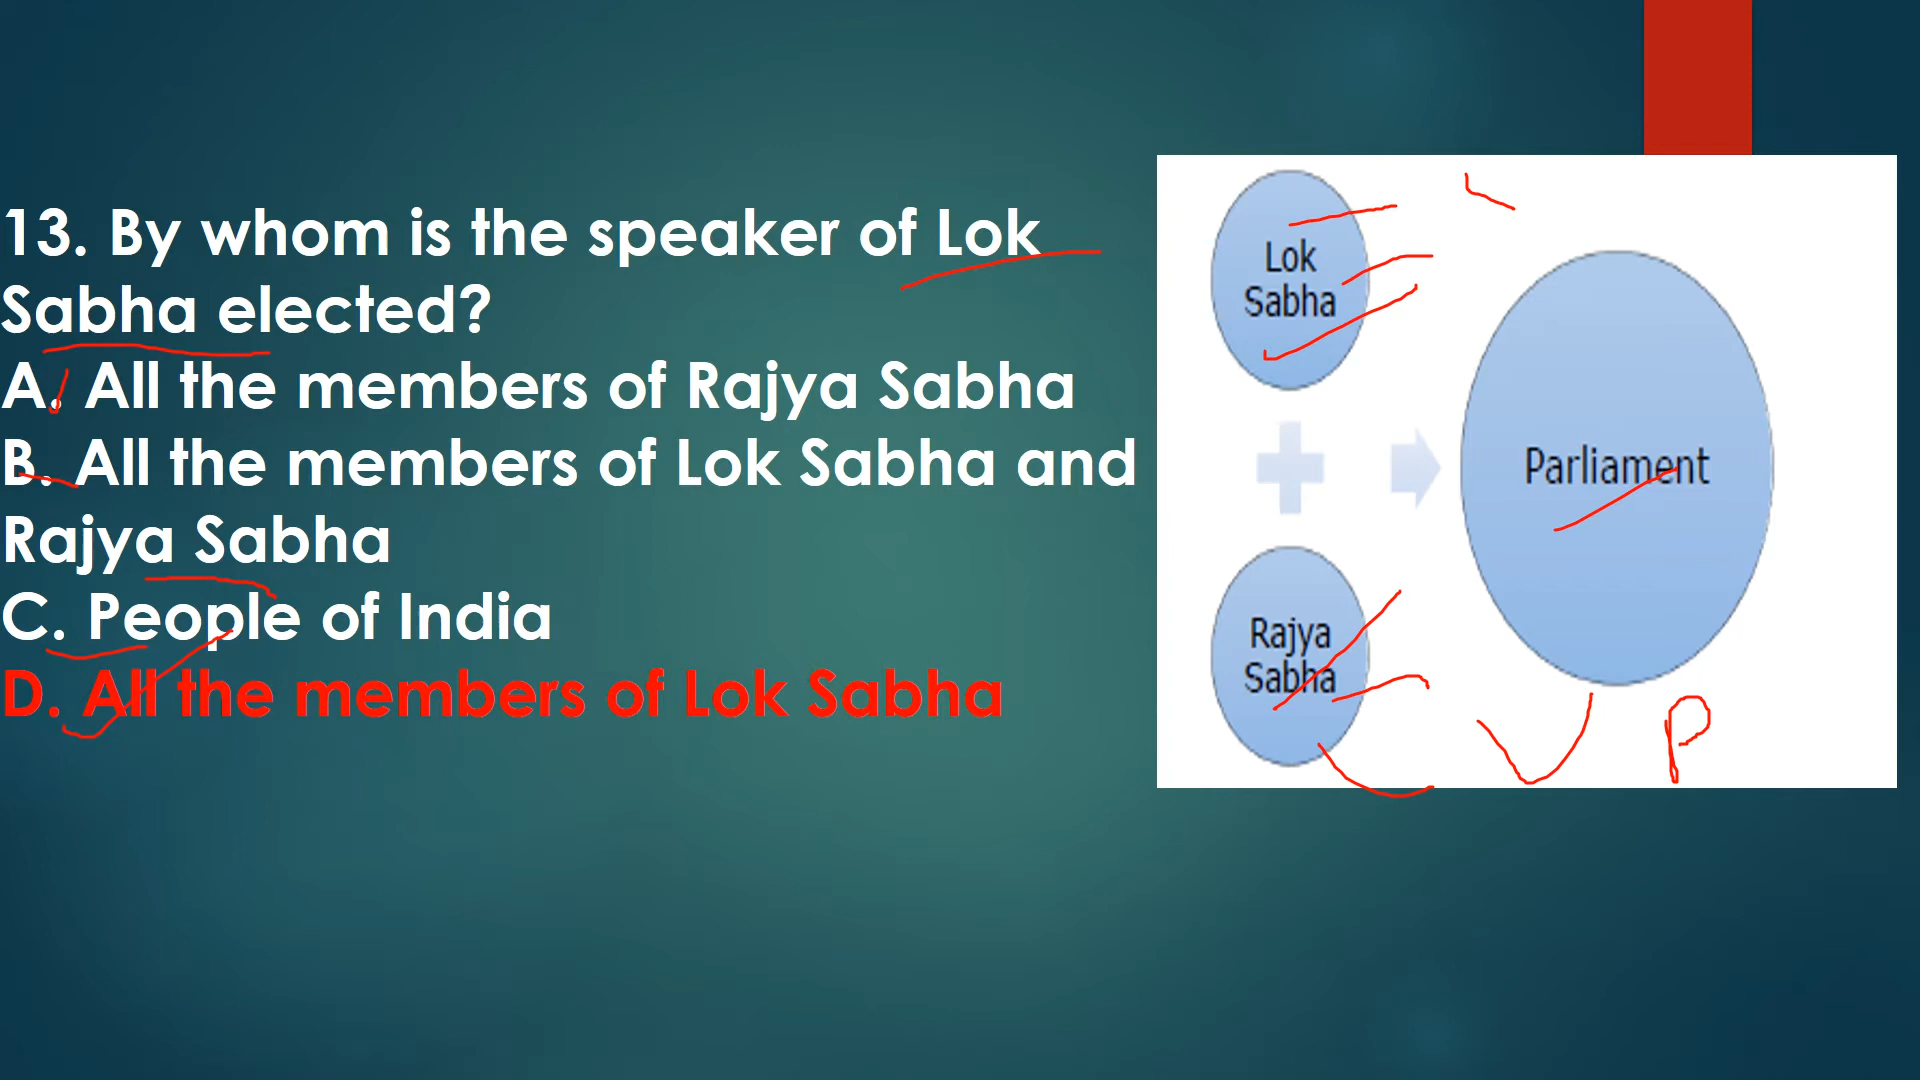 13. By whom is the speaker of Lok
Sabha elected?
A. All the members of Rajya Sabha
B. All the members of Lok Sabha and
Rajya Sabha
C. People of India
D. All the members of Lok Sabha
Lok
Sabha
Parliament
Rajya
Sabha
V P